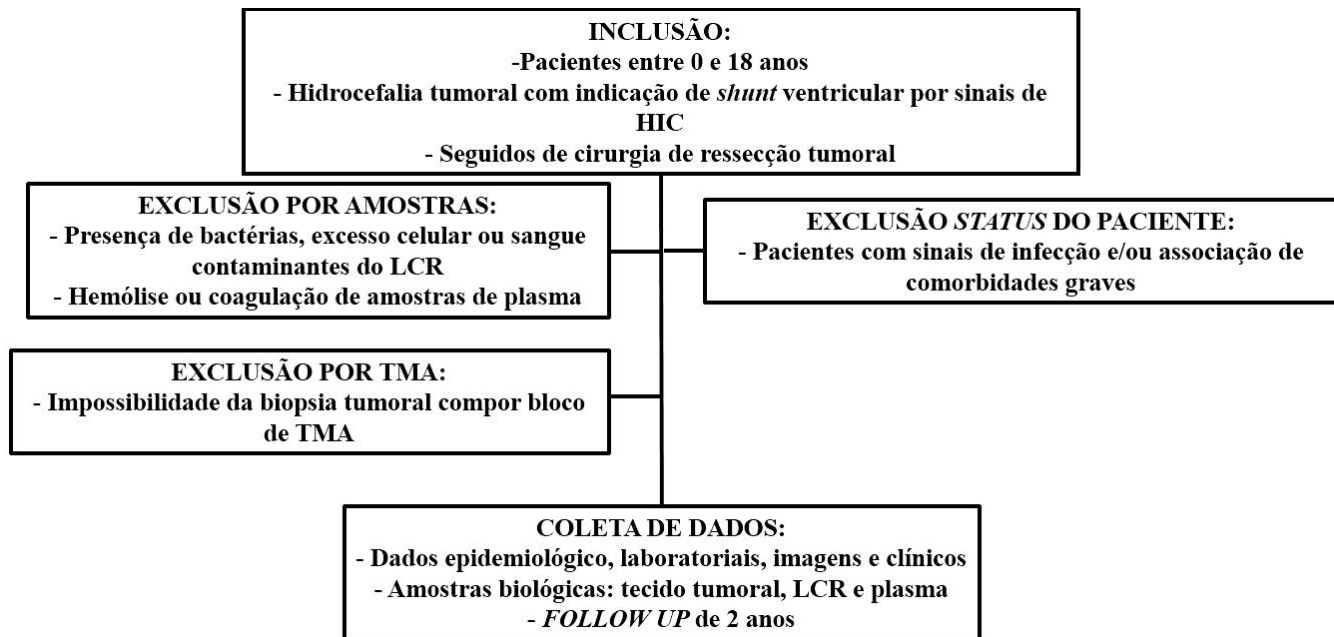 INCLUSÃO:
-Pacientes entre 0 e 18 anos
- Hidrocefalia tumoral com indicação de shunt ventricular por sinais de
HIC
- Seguidos de cirurgia de ressecção tumoral
EXCLUSÃO POR AMOSTRAS:
- Presença de bactérias, excesso celular ou sangue
contaminantes do LCR
- Hemólise ou coagulação de amostras de plasma
EXCLUSÃO STATUS DO PACIENTE:
- Pacientes com sinais de infecção e/ou associação de
comorbidades graves
EXCLUSÃO POR TMA:
- Impossibilidade da biopsia tumoral compor bloco
de TMA
COLETA DE DADOS:
- Dados epidemiológico, laboratoriais, imagens e clínicos
- Amostras biológicas: tecido tumoral, LCR e plasma
- FOLLOW UP de 2 anos